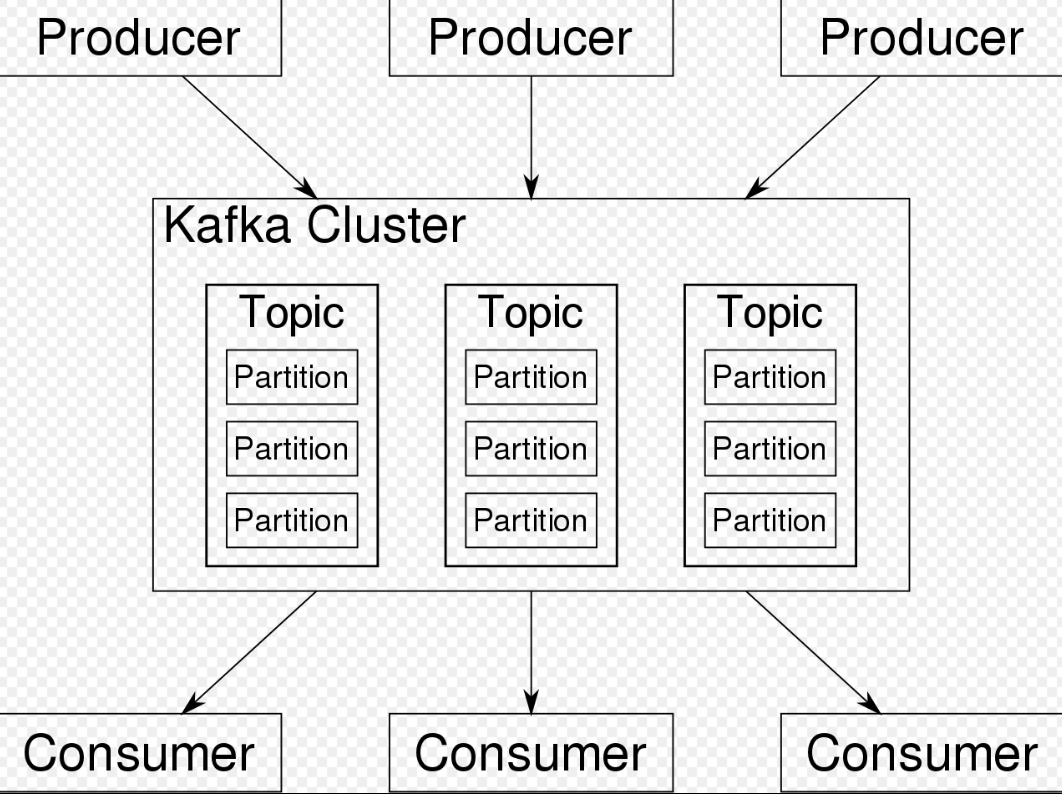 Producer Producer Producer
Kafka Cluster
Topic Topic Topic
Partition Partition Partition
Partition Partition Partition
Partition Partition Partition
Consumer Consumer Consumer